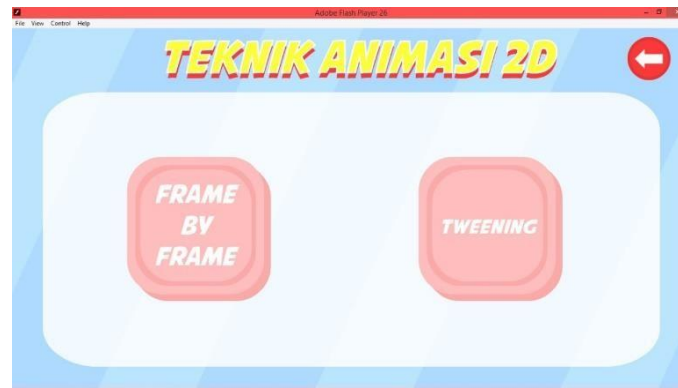 Adobe Flash Player 26
File View Control Help
TEKNIK ANIMASI 2D
FRAME
BY
FRAME
TWEENING